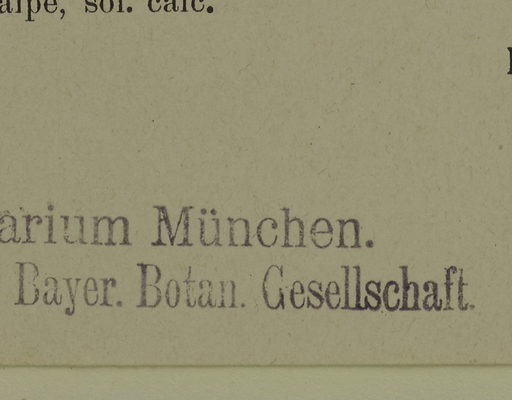 alpe, sol. calc.
arium München.
Bayer. Botan. Gesellschaft.